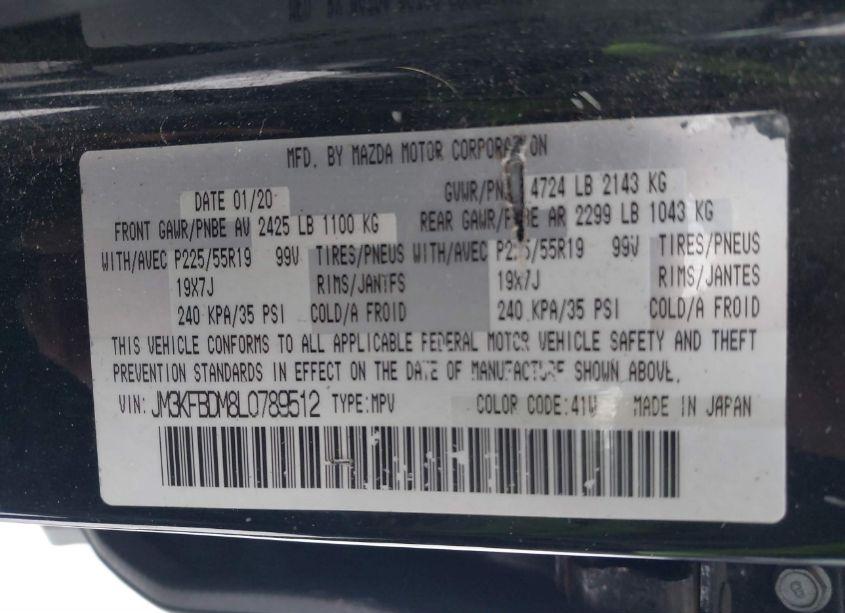 MFD. BY MAZDA MOTOR CORPORATION
DATE 01/20 GVWR/PNBV 4724 LB 2143 KG
FRONT GAWR/PNBE AV 2425 LB 1100 KG REAR GAWR/PNBE AR 2299 LB 1043 KG
WITH/AVEC P225/55R19 99V TIRES/PNEUS WITH/AVEC P225/55R19 99V TIRES/PNEUS
19X7J RIMS/JANTES 19X7J RIMS/JANTES
240 KPA/35 PSI COLD/A FROID 240 KPA/35 PSI COLD/A FROID
THIS VEHICLE CONFORMS TO ALL APPLICABLE FEDERAL MOTOR VEHICLE SAFETY AND THEFT
PREVENTION STANDARDS IN EFFECT ON THE DATE OF MANUFACTURE SHOWN ABOVE.
VIN: JM3KFBDM8L0789512 TYPE:MPV COLOR CODE:41W MADE IN JAPAN
8